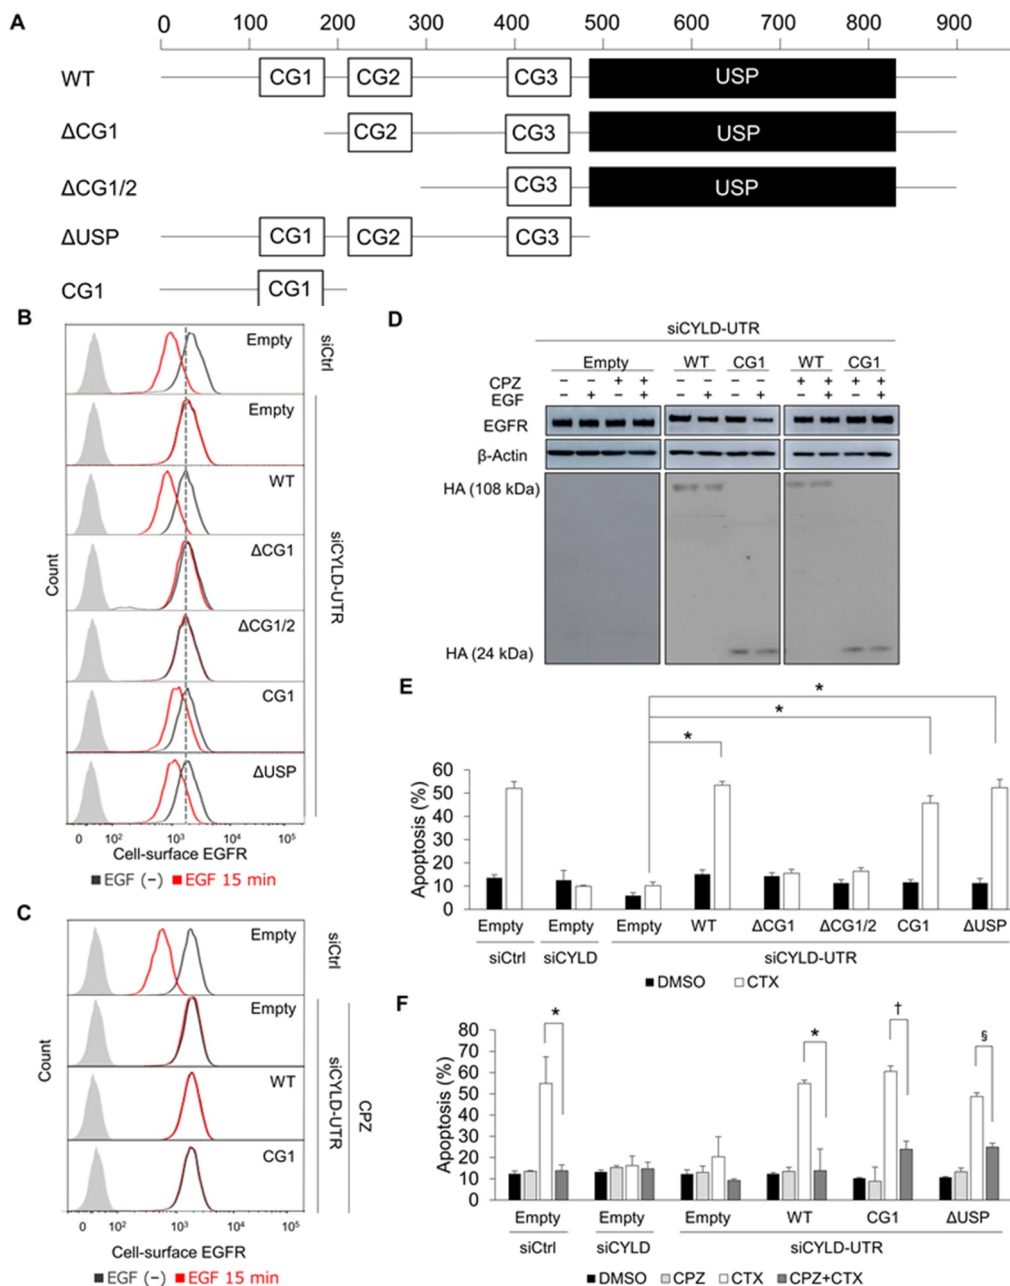 A
0 100 200 300 400 500 600 700 800 900
WT CG1 CG2 CG3 USP
ΔCG1 CG2 CG3 USP
ΔCG1/2 CG3 USP
ΔUSP CG1 CG2 CG3
CG1 CG1
B
Empty
siCtrl
Empty
WT
ΔCG1
ΔCG1/2
CG1
ΔUSP
siCYLD-UTR
Count
0 10² 10³ 10⁴ 10⁵
Cell-surface EGFR
EGF (−) EGF 15 min
C
Empty
siCtrl
Empty
WT
CG1
siCYLD-UTR
CPZ
Count
0 10² 10³ 10⁴ 10⁵
Cell-surface EGFR
EGF (−) EGF 15 min
D
siCYLD-UTR
Empty WT CG1 WT CG1
CPZ − − + + − − − − + + + +
EGF − + − + − + − + − + − +
EGFR
β-Actin
HA (108 kDa)
HA (24 kDa)
E
*
*
*
60
50
40
30
20
10
0
Apoptosis (%)
Empty Empty Empty WT ΔCG1 ΔCG1/2 CG1 ΔUSP
siCtrl siCYLD siCYLD-UTR
DMSO CTX
F
* * † §
80
70
60
50
40
30
20
10
0
Apoptosis (%)
Empty Empty Empty WT CG1 ΔUSP
siCtrl siCYLD siCYLD-UTR
DMSO CPZ CTX CPZ+CTX